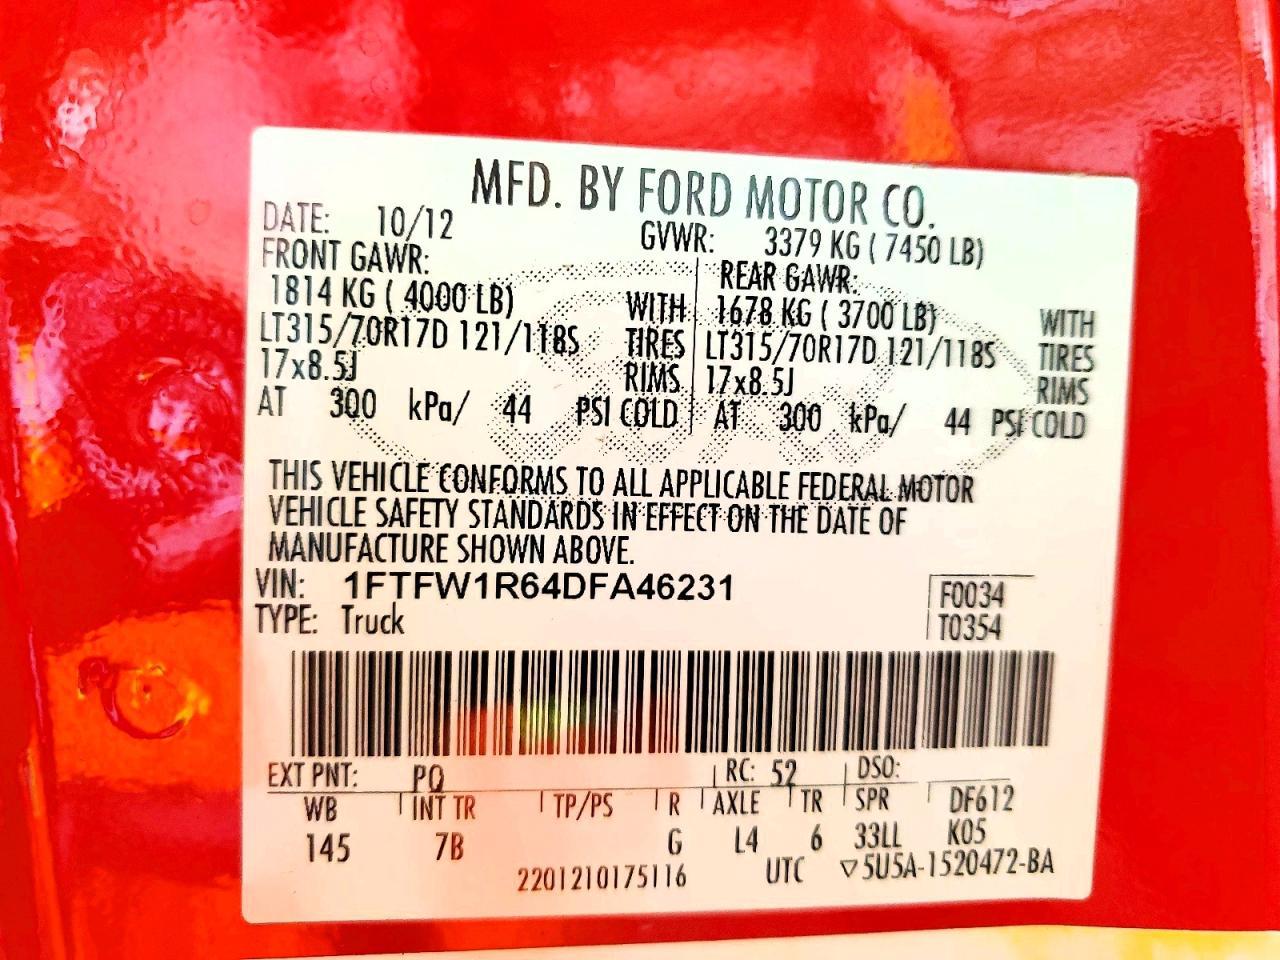 MFD. BY FORD MOTOR CO.
DATE: 10/12 GVWR: 3379 KG ( 7450 LB)
FRONT GAWR: REAR GAWR:
1814 KG ( 4000 LB) WITH 1678 KG ( 3700 LB) WITH
LT315/70R17D 121/118S TIRES LT315/70R17D 121/118S TIRES
17x8.5J RIMS 17x8.5J RIMS
AT 300 kPa/ 44 PSI COLD AT 300 kPa/ 44 PSI COLD
THIS VEHICLE CONFORMS TO ALL APPLICABLE FEDERAL MOTOR
VEHICLE SAFETY STANDARDS IN EFFECT ON THE DATE OF
MANUFACTURE SHOWN ABOVE.
VIN: 1FTFW1R64DFA46231 F0034
TYPE: Truck T0354
EXT PNT: PQ RC: 52 DSO:
WB INT TR TP/PS R AXLE TR SPR DF612
145 7B G L4 6 33LL K05
2201210175116 UTC ▽5U5A-1520472-BA